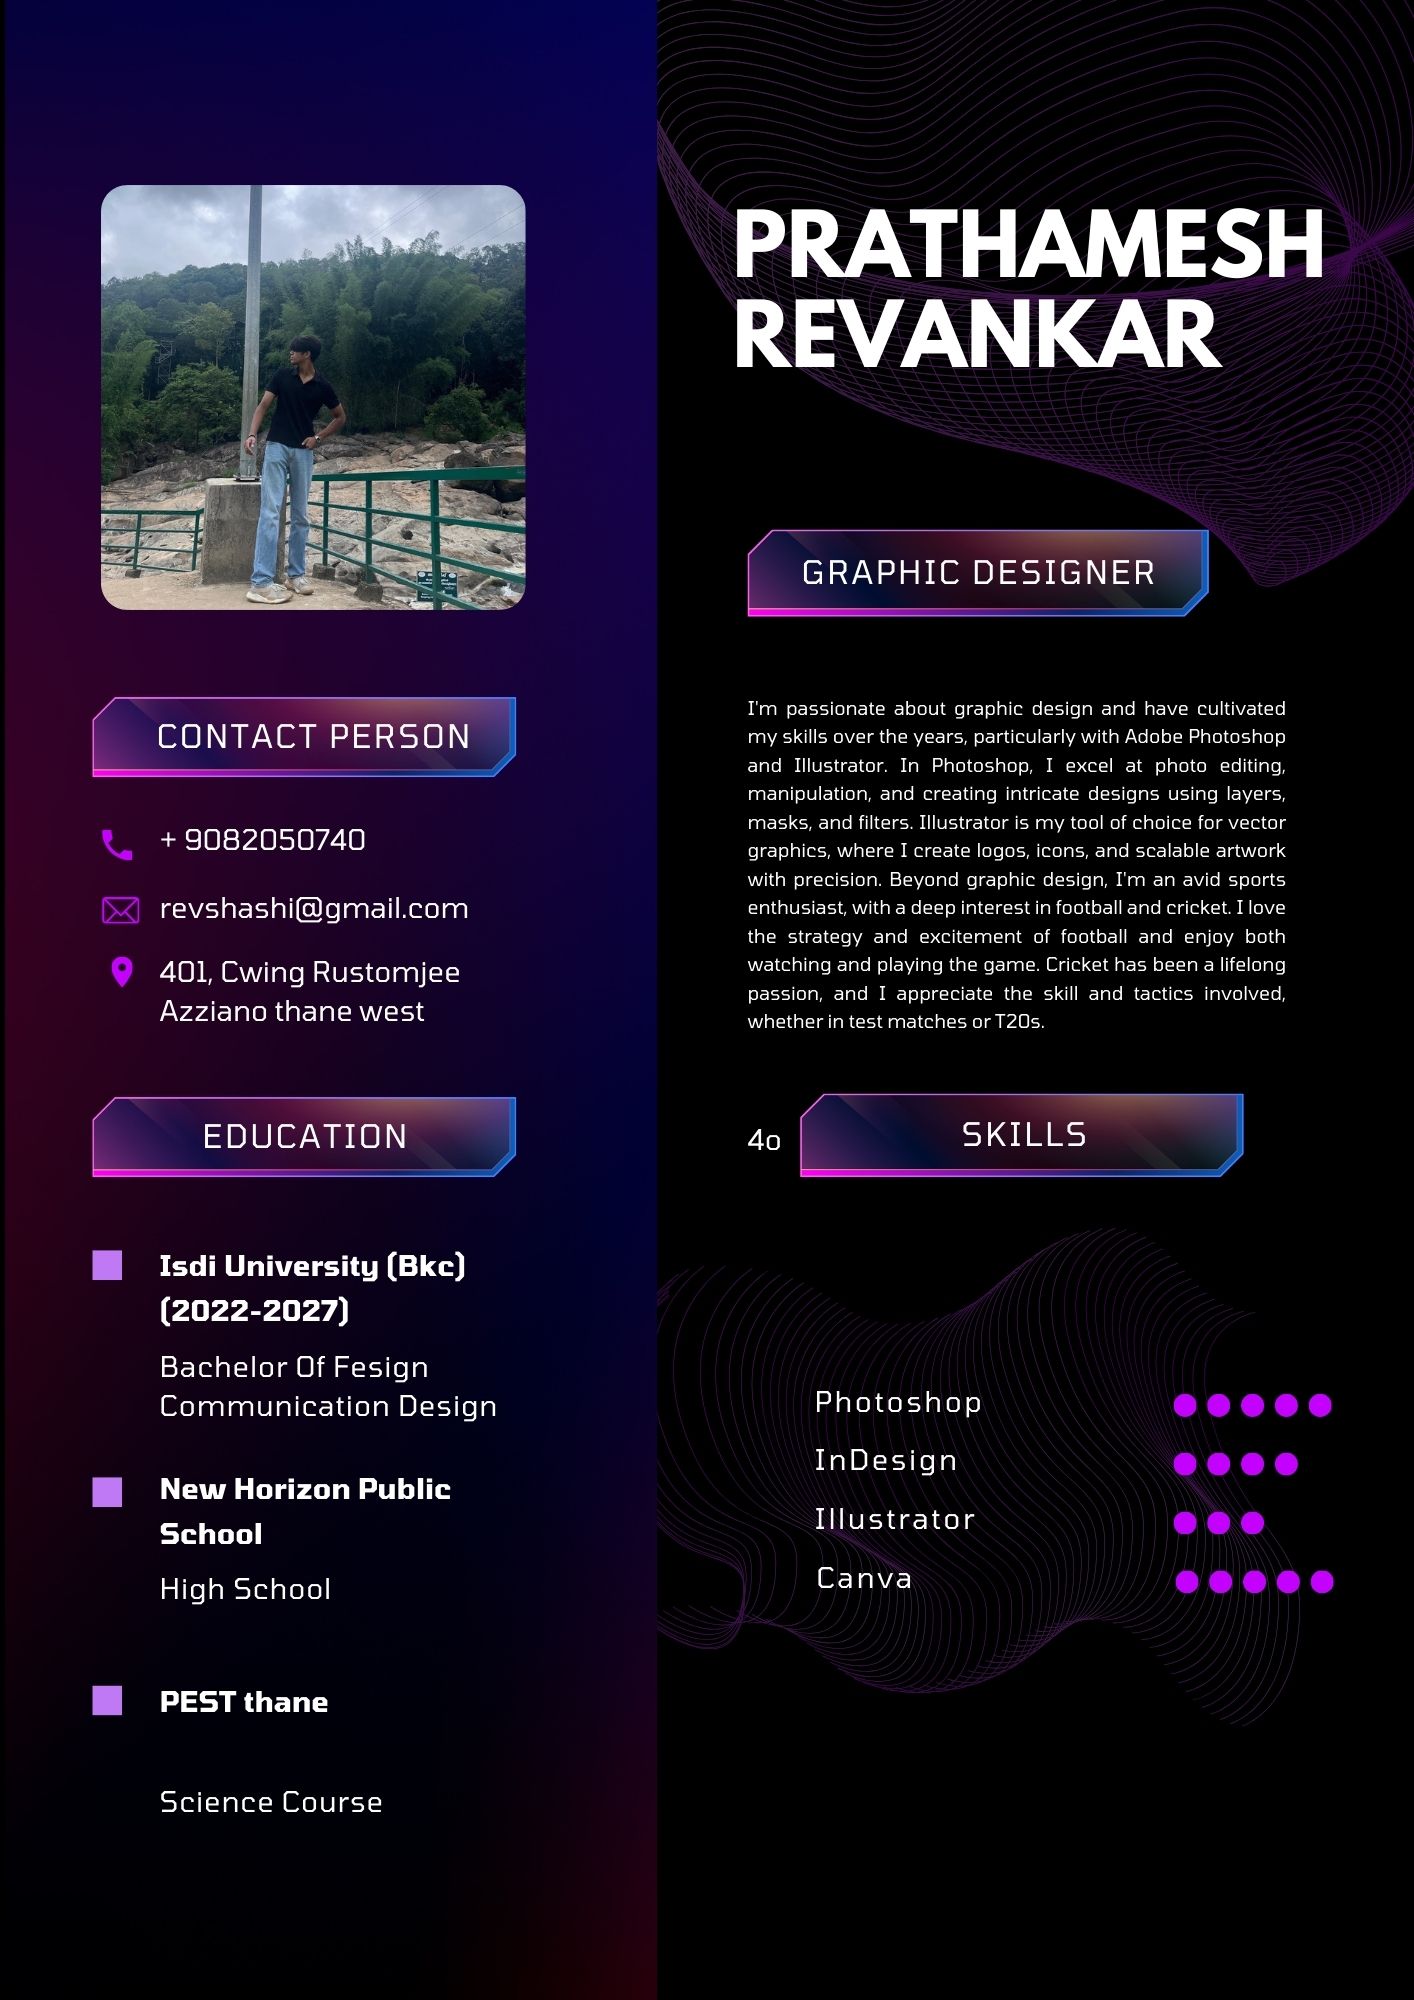 PRATHAMESH
REVANKAR
GRAPHIC DESIGNER
I'm passionate about graphic design and have cultivated
my skills over the years, particularly with Adobe Photoshop
and Illustrator. In Photoshop, I excel at photo editing,
manipulation, and creating intricate designs using layers,
masks, and filters. Illustrator is my tool of choice for vector
graphics, where I create logos, icons, and scalable artwork
with precision. Beyond graphic design, I'm an avid sports
enthusiast, with a deep interest in football and cricket. I love
the strategy and excitement of football and enjoy both
watching and playing the game. Cricket has been a lifelong
passion, and I appreciate the skill and tactics involved,
whether in test matches or T20s.
CONTACT PERSON
+ 9082050740
revshashi@gmail.com
401, Cwing Rustomjee
Azziano thane west
EDUCATION
Isdi University (Bkc)
(2022-2027)
Bachelor Of Fesign
Communication Design
New Horizon Public
School
High School
PEST thane
Science Course
4o
SKILLS
Photoshop
InDesign
Illustrator
Canva